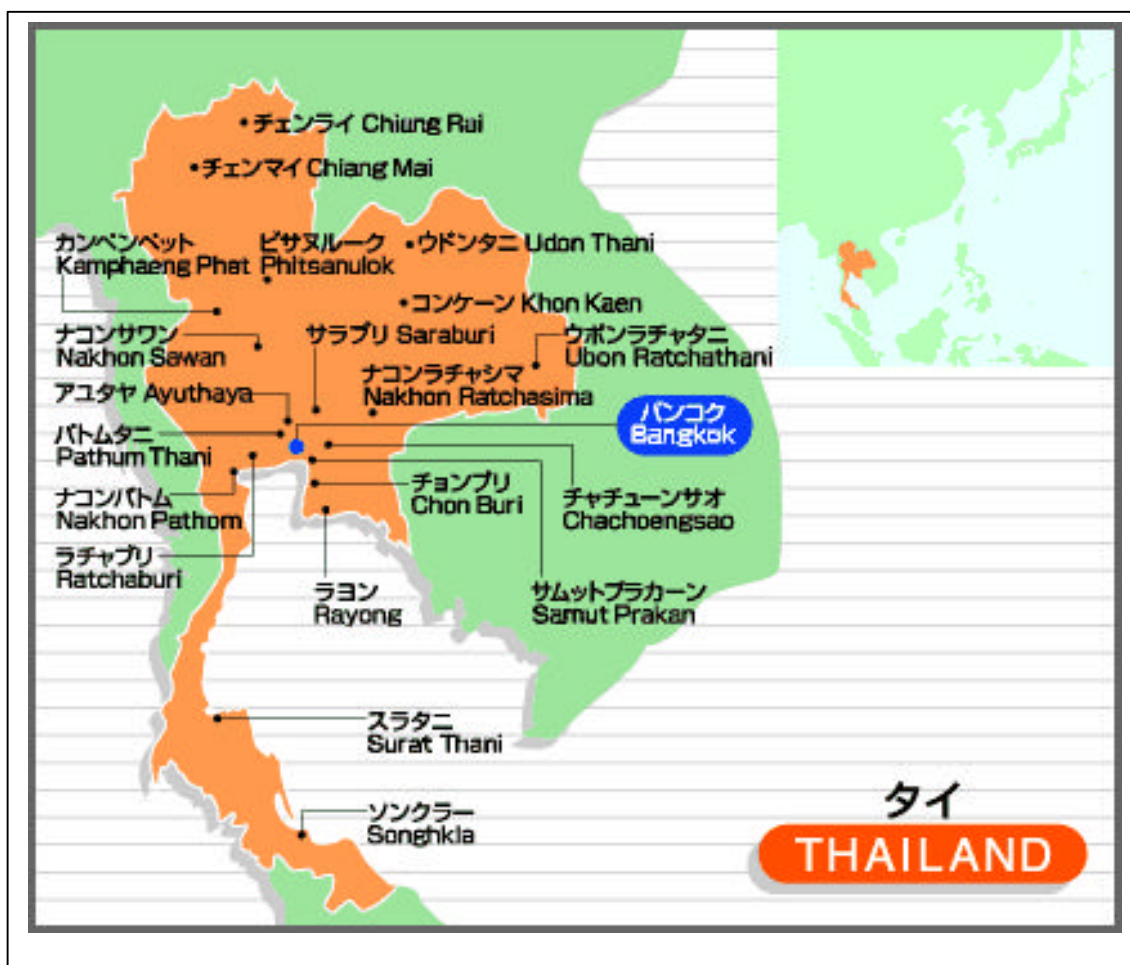 チェンライ Chiung Rai
チェンマイ Chiang Mai
カンペンペット
Kamphaeng Phat
ピサヌルーク
Phitsanulok
ウドンタニ Udon Thani
コンケーン Khon Kaen
ナコンサワン
Nakhon Sawan
サラブリ Saraburi
ウボンラチャタニ
Ubon Ratchathani
ナコンラチャシマ
Nakhon Ratchasima
アユタヤ Ayuthaya
バンコク
Bangkok
パトムタニ
Pathum Thani
チョンブリ
Chon Buri
チャチューンサオ
Chachoengsao
ナコンパトム
Nakhon Pathom
ラチャブリ
Ratchaburi
ラヨン
Rayong
サムットプラカーン
Samut Prakan
スラタニ
Surat Thani
ソンクラー
Songhkla
タイ
THAILAND